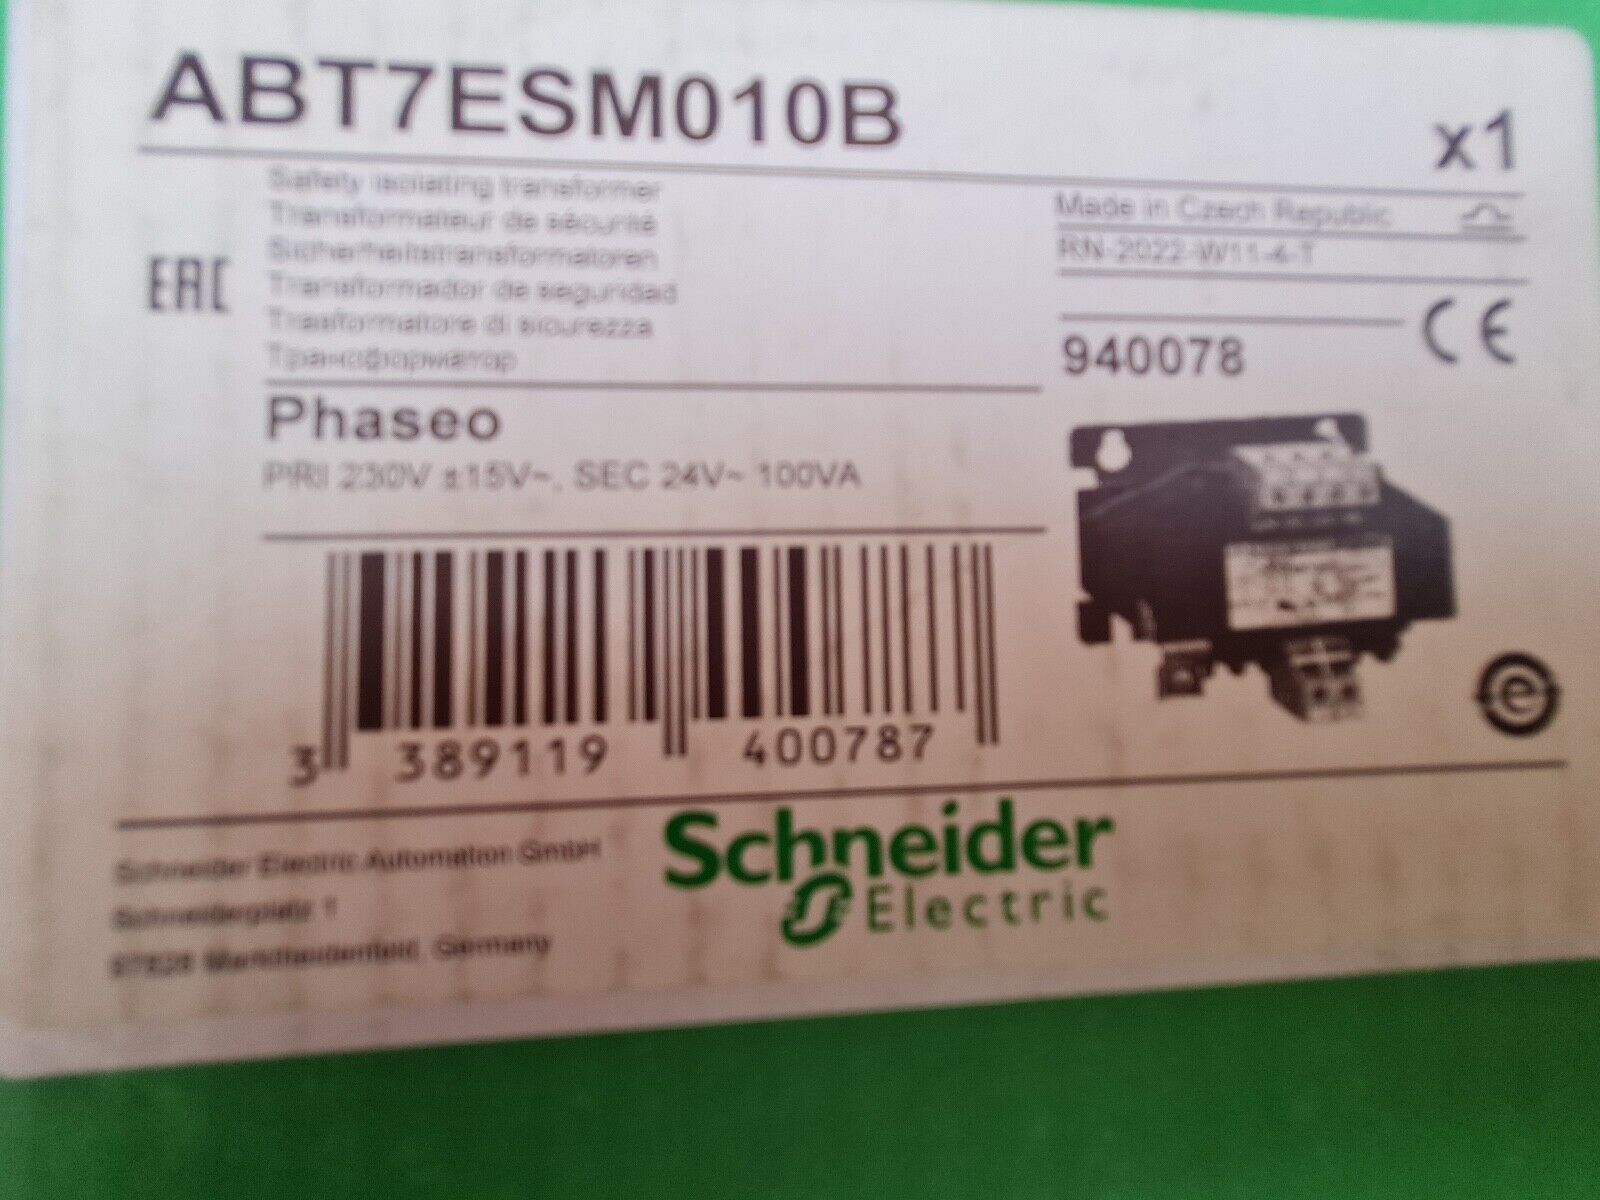 ABT7ESM010B
x1
Safety isolating transformer
Transformateur de sécurité
Sicherheitstransformatoren
Transformador de seguridad
Trasformatore di sicurezza
Трансформатор
EAC
Made in Czech Republic
RN-2022-W11-4-T
940078
CE
Phaseo
PRI 230V ±15V~, SEC 24V~ 100VA
3 389119 400787
Schneider Electric Automation GmbH
Schneiderplatz 1
97828 Marktheidenfeld, Germany
Schneider
Electric